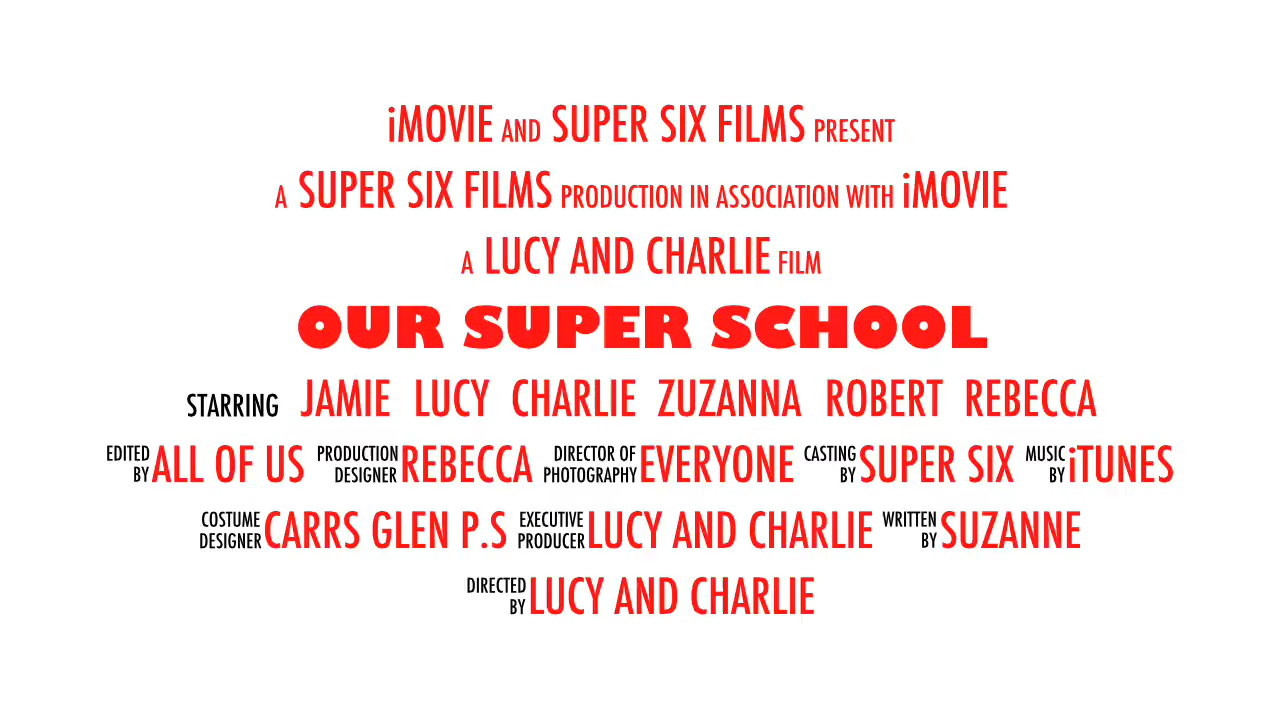 iMOVIE AND SUPER SIX FILMS PRESENT
A SUPER SIX FILMS PRODUCTION IN ASSOCIATION WITH iMOVIE
A LUCY AND CHARLIE FILM
OUR SUPER SCHOOL
STARRING JAMIE LUCY CHARLIE ZUZANNA ROBERT REBECCA
EDITED BY ALL OF US PRODUCTION DESIGNER REBECCA DIRECTOR OF PHOTOGRAPHY EVERYONE CASTING BY SUPER SIX MUSIC BY iTUNES
COSTUME DESIGNER CARRS GLEN P.S EXECUTIVE PRODUCER LUCY AND CHARLIE WRITTEN BY SUZANNE
DIRECTED BY LUCY AND CHARLIE